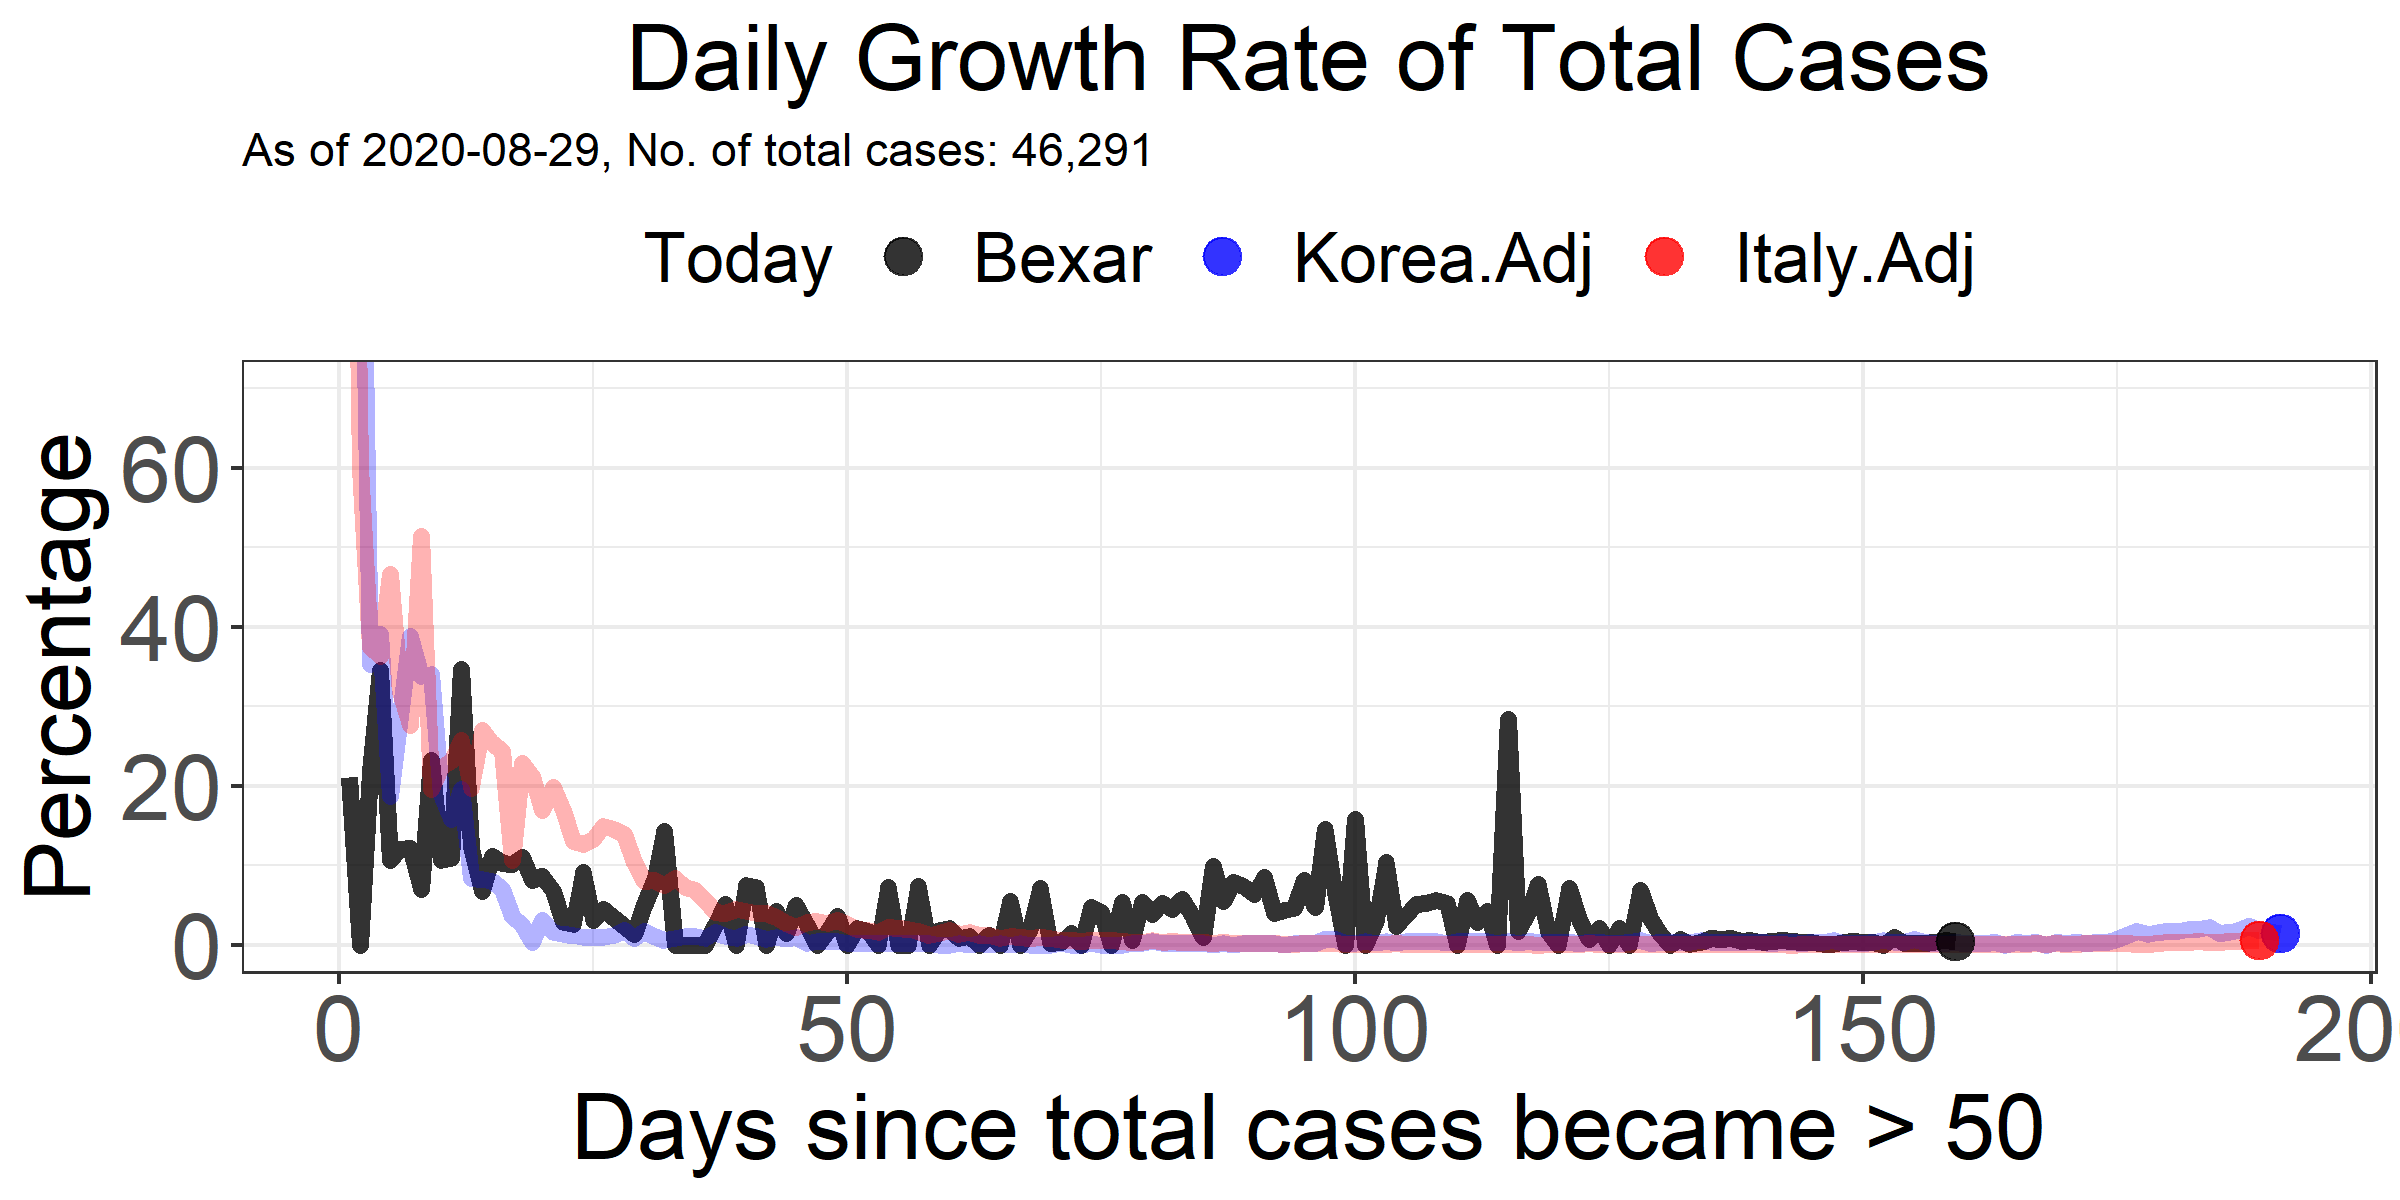 Daily Growth Rate of Total Cases
As of 2020-08-29, No. of total cases: 46,291
Today Bexar Korea.Adj Italy.Adj
Percentage
60
40
20
0
0 50 100 150 20
Days since total cases became > 50